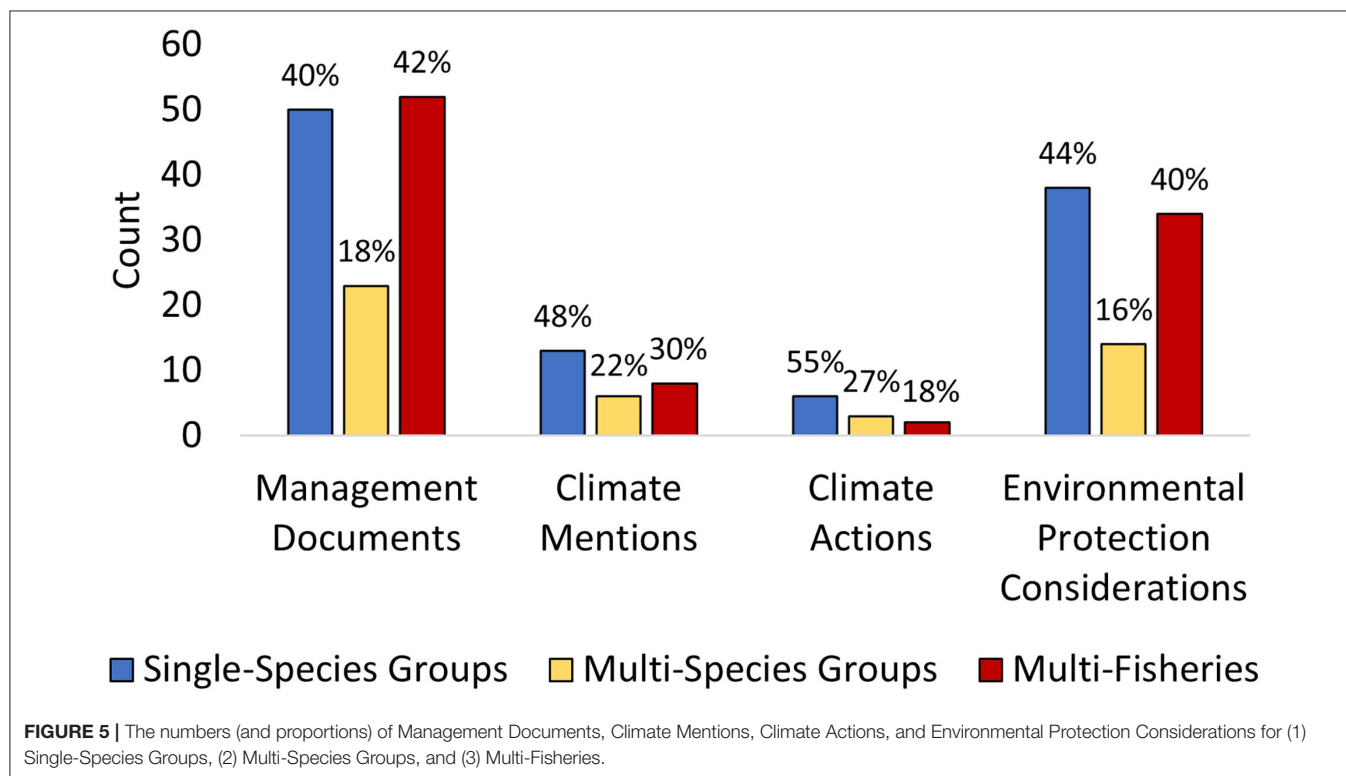 60
50
40
30
20
10
0
Count
40%
18%
42%
48%
22%
30%
55%
27%
18%
44%
16%
40%
Management
Documents
Climate
Mentions
Climate
Actions
Environmental
Protection
Considerations
Single-Species Groups
Multi-Species Groups
Multi-Fisheries
FIGURE 5 | The numbers (and proportions) of Management Documents, Climate Mentions, Climate Actions, and Environmental Protection Considerations for (1)
Single-Species Groups, (2) Multi-Species Groups, and (3) Multi-Fisheries.